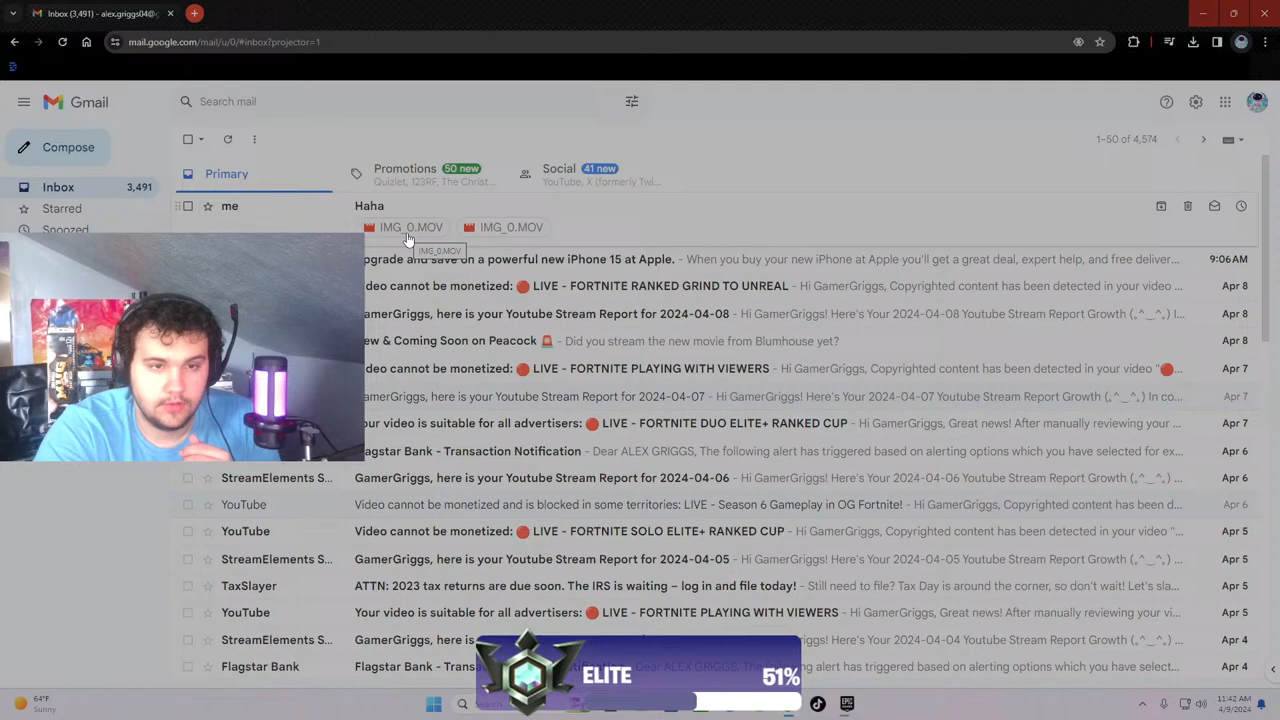 Inbox (3,491) - alex.griggs04@g
mail.google.com/mail/u/0/#inbox?projector=1
Gmail
Search mail
Compose
1–50 of 4,574
Primary
Promotions 50 new
Quizlet, 123RF, The Christ...
Social 41 new
YouTube, X (formerly Twi...
Inbox 3,491
Starred
Snoozed
me Haha
IMG_0.MOV IMG_0.MOV
IMG_0.MOV
pgrade and save on a powerful new iPhone 15 at Apple. - When you buy your new iPhone at Apple you'll get a great deal, expert help, and free deliver... 9:06 AM
ideo cannot be monetized: 🔴 LIVE - FORTNITE RANKED GRIND TO UNREAL - Hi GamerGriggs, Copyrighted content has been detected in your video "... Apr 8
amerGriggs, here is your Youtube Stream Report for 2024-04-08 - Hi GamerGriggs! Here's Your 2024-04-08 Youtube Stream Report Growth (｡^‿^｡) I... Apr 8
ew & Coming Soon on Peacock 🚨 - Did you stream the new movie from Blumhouse yet? Apr 8
ideo cannot be monetized: 🔴 LIVE - FORTNITE PLAYING WITH VIEWERS - Hi GamerGriggs, Copyrighted content has been detected in your video "🔴... Apr 7
amerGriggs, here is your Youtube Stream Report for 2024-04-07 - Hi GamerGriggs! Here's Your 2024-04-07 Youtube Stream Report Growth (｡^‿^｡) In co... Apr 7
our video is suitable for all advertisers: 🔴 LIVE - FORTNITE DUO ELITE+ RANKED CUP - Hi GamerGriggs, Great news! After manually reviewing your ... Apr 7
lagstar Bank - Transaction Notification - Dear ALEX GRIGGS, The following alert has triggered based on alerting options which you have selected for ex... Apr 6
StreamElements S... GamerGriggs, here is your Youtube Stream Report for 2024-04-06 - Hi GamerGriggs! Here's Your 2024-04-06 Youtube Stream Report Growth (｡^‿^｡) ... Apr 6
YouTube Video cannot be monetized and is blocked in some territories: LIVE - Season 6 Gameplay in OG Fortnite! - Hi GamerGriggs, Copyrighted content has been d... Apr 6
YouTube Video cannot be monetized: 🔴 LIVE - FORTNITE SOLO ELITE+ RANKED CUP - Hi GamerGriggs, Copyrighted content has been detected in your video... Apr 5
StreamElements S... GamerGriggs, here is your Youtube Stream Report for 2024-04-05 - Hi GamerGriggs! Here's Your 2024-04-05 Youtube Stream Report Growth (｡^‿^｡) ... Apr 5
TaxSlayer ATTN: 2023 tax returns are due soon. The IRS is waiting – log in and file today! - Still need to file? Tax Day is around the corner, so don't wait! Let's sla... Apr 5
YouTube Your video is suitable for all advertisers: 🔴 LIVE - FORTNITE PLAYING WITH VIEWERS - Hi GamerGriggs, Great news! After manually reviewing your vi... Apr 5
StreamElements S... GamerGriggs, here is ! Here's Your 2024-04-04 Youtube Stream Report Growth (｡^‿^｡) ... Apr 4
Flagstar Bank Flagstar Bank - Transa alert has triggered based on alerting options which you have select... Apr 4
ELITE 51%
64°F
Sunny
Search
11:42 AM
4/9/2024